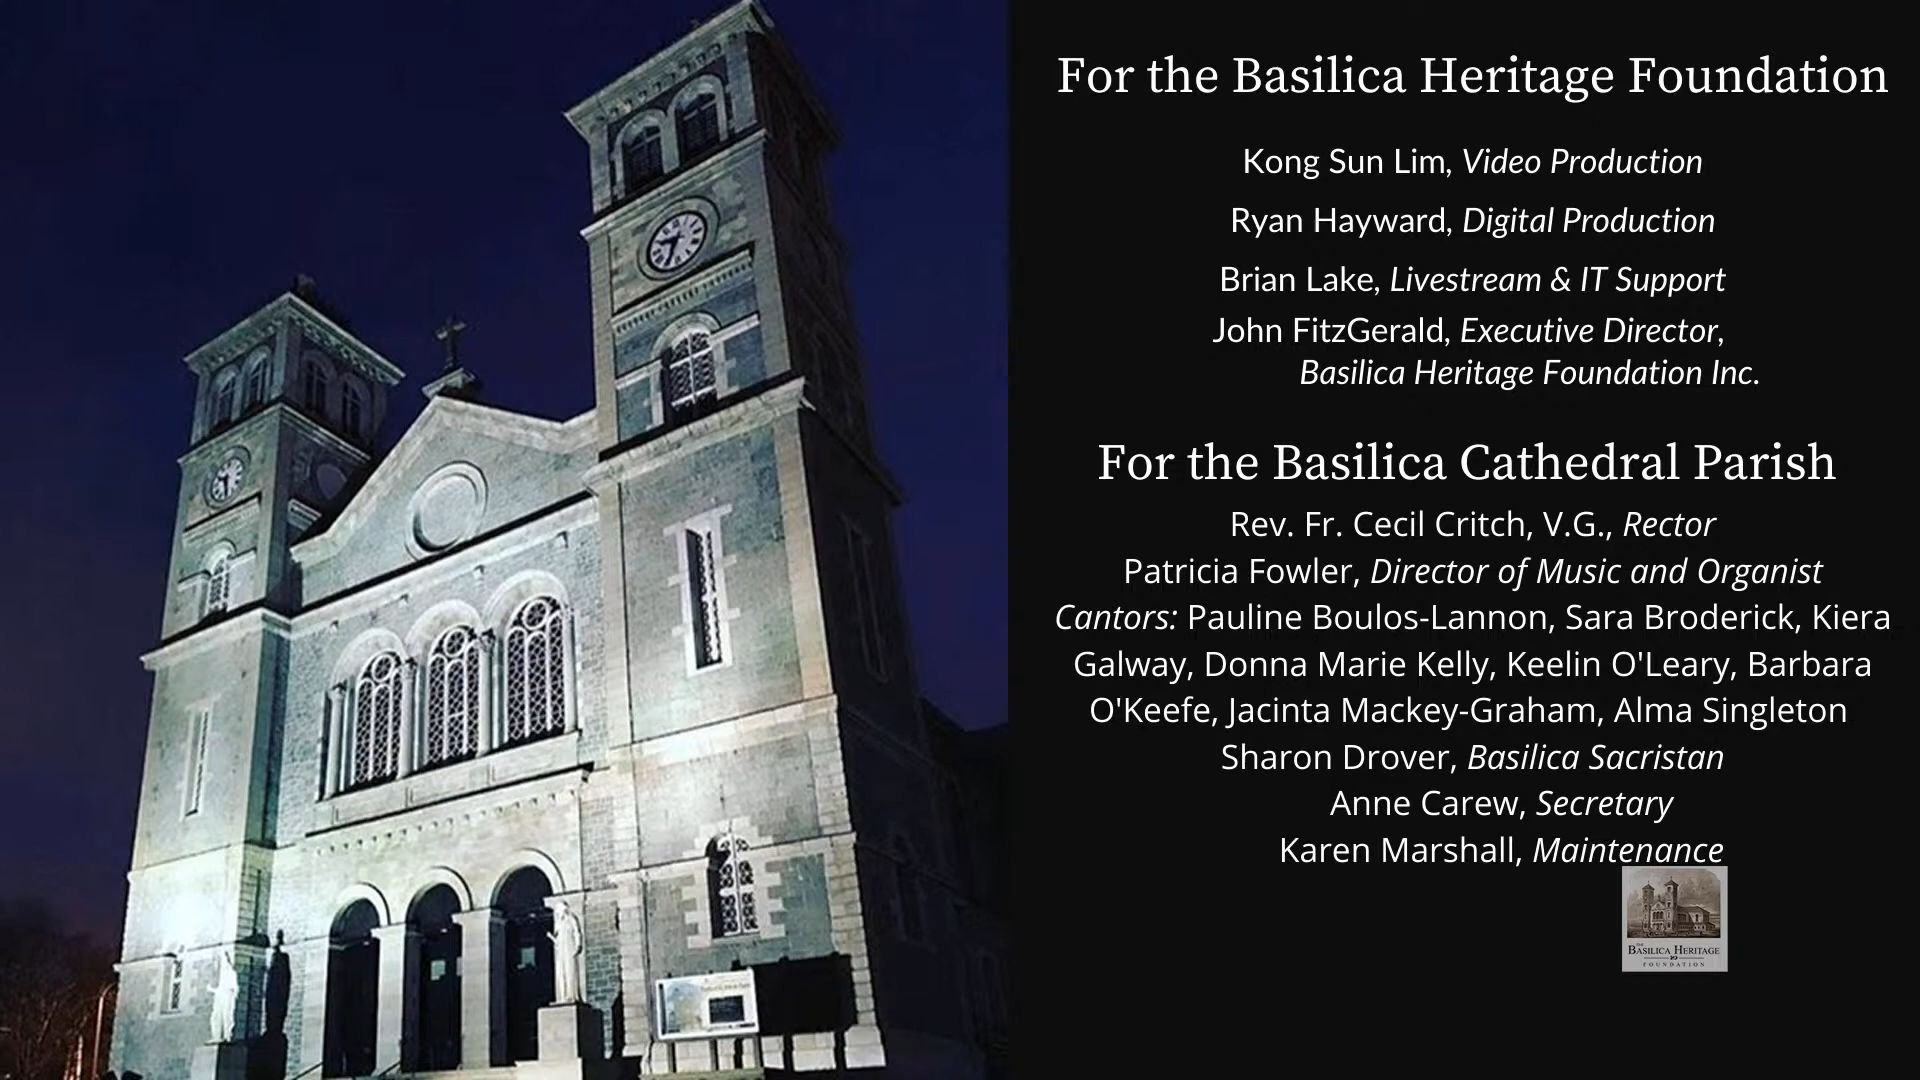 For the Basilica Heritage Foundation
Kong Sun Lim, Video Production
Ryan Hayward, Digital Production
Brian Lake, Livestream & IT Support
John FitzGerald, Executive Director,
Basilica Heritage Foundation Inc.
For the Basilica Cathedral Parish
Rev. Fr. Cecil Critch, V.G., Rector
Patricia Fowler, Director of Music and Organist
Cantors: Pauline Boulos-Lannon, Sara Broderick, Kiera
Galway, Donna Marie Kelly, Keelin O'Leary, Barbara
O'Keefe, Jacinta Mackey-Graham, Alma Singleton
Sharon Drover, Basilica Sacristan
Anne Carew, Secretary
Karen Marshall, Maintenance
THE
BASILICA HERITAGE
FOUNDATION